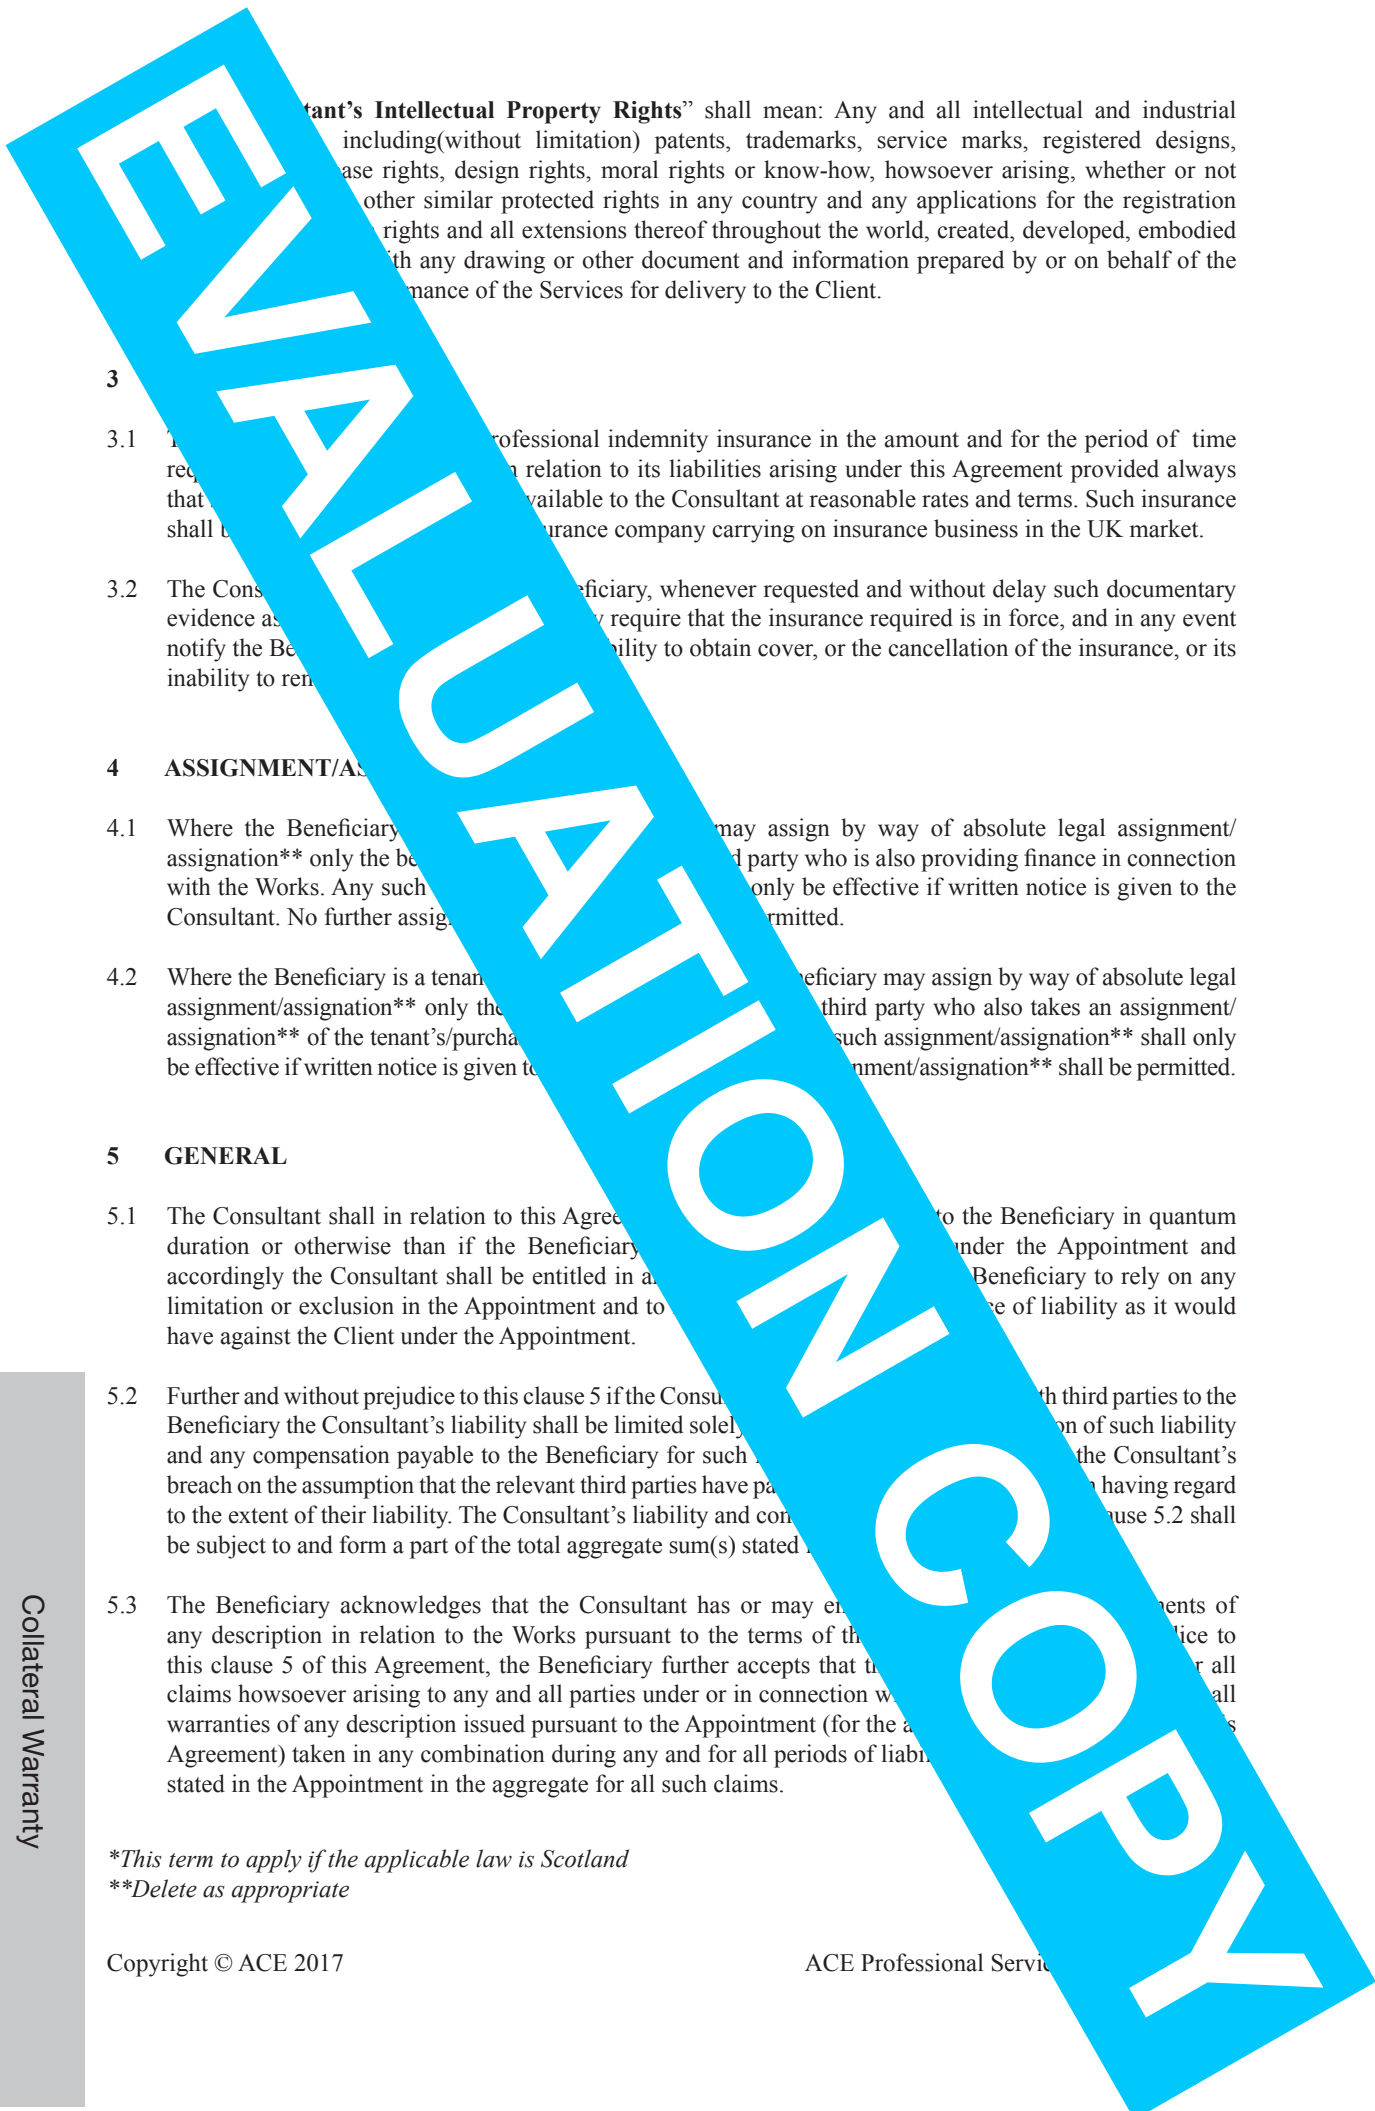 tant's Intellectual Property Rights” shall mean: Any and all intellectual and industrial
including(without limitation) patents, trademarks, service marks, registered designs,
rights, design rights, moral rights or know-how, howsoever arising, whether or not
other similar protected rights in any country and any applications for the registration
rights and all extensions thereof throughout the world, created, developed, embodied
any drawing or other document and information prepared by or on behalf of the
mance of the Services for delivery to the Client.
3
3.1 professional indemnity insurance in the amount and for the period of time
relation to its liabilities arising under this Agreement provided always
that available to the Consultant at reasonable rates and terms. Such insurance
shall insurance company carrying on insurance business in the UK market.
3.2 The Cons eficiary, whenever requested and without delay such documentary
evidence as require that the insurance required is in force, and in any event
notify the Be bility to obtain cover, or the cancellation of the insurance, or its
inability to ren
4 ASSIGNMENT/AS
4.1 Where the Beneficiary may assign by way of absolute legal assignment/
assignation** only the be party who is also providing finance in connection
with the Works. Any such only be effective if written notice is given to the
Consultant. No further assig rmitted.
4.2 Where the Beneficiary is a tenan neficiary may assign by way of absolute legal
assignment/assignation** only the third party who also takes an assignment/
assignation** of the tenant's/purcha such assignment/assignation** shall only
be effective if written notice is given to nment/assignation** shall be permitted.
5 GENERAL
5.1 The Consultant shall in relation to this Agree to the Beneficiary in quantum
duration or otherwise than if the Beneficiary under the Appointment and
accordingly the Consultant shall be entitled in a Beneficiary to rely on any
limitation or exclusion in the Appointment and to ce of liability as it would
have against the Client under the Appointment.
5.2 Further and without prejudice to this clause 5 if the Consu th third parties to the
Beneficiary the Consultant's liability shall be limited solely on of such liability
and any compensation payable to the Beneficiary for such the Consultant's
breach on the assumption that the relevant third parties have pa having regard
to the extent of their liability. The Consultant's liability and con ause 5.2 shall
be subject to and form a part of the total aggregate sum(s) stated
5.3 The Beneficiary acknowledges that the Consultant has or may en ents of
any description in relation to the Works pursuant to the terms of th dice to
this clause 5 of this Agreement, the Beneficiary further accepts that t r all
claims howsoever arising to any and all parties under or in connection w all
warranties of any description issued pursuant to the Appointment (for the a s
Agreement) taken in any combination during any and for all periods of liabi
stated in the Appointment in the aggregate for all such claims.
*This term to apply if the applicable law is Scotland
**Delete as appropriate
Copyright © ACE 2017 ACE Professional Servic
Collateral Warranty
EVALUATION COPY